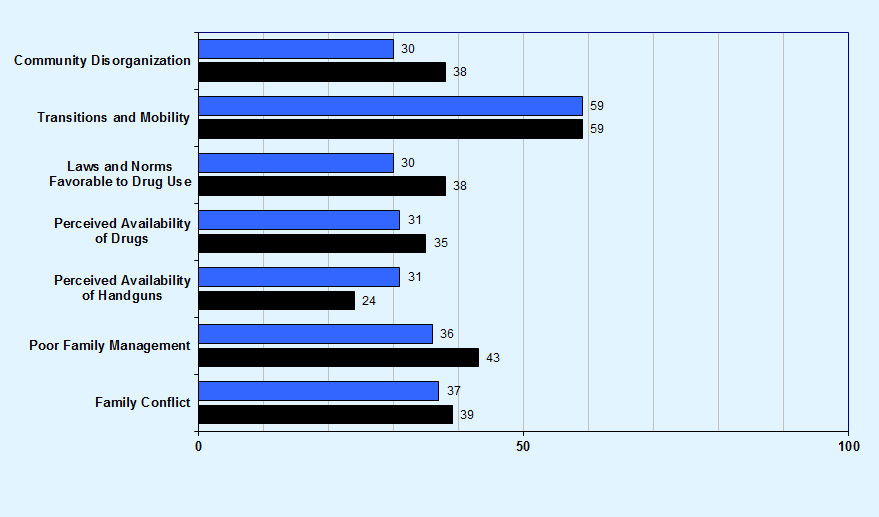 Community Disorganization
30
38
Transitions and Mobility
59
59
Laws and Norms
Favorable to Drug Use
30
38
Perceived Availability
of Drugs
31
35
Perceived Availability
of Handguns
31
24
Poor Family Management
36
43
Family Conflict
37
39
0 50 100